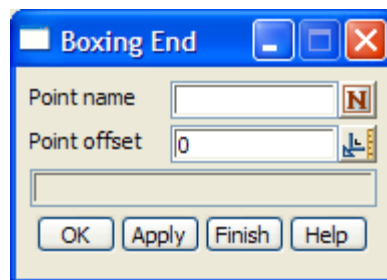 Boxing End
Point name N
Point offset 0
OK Apply Finish Help